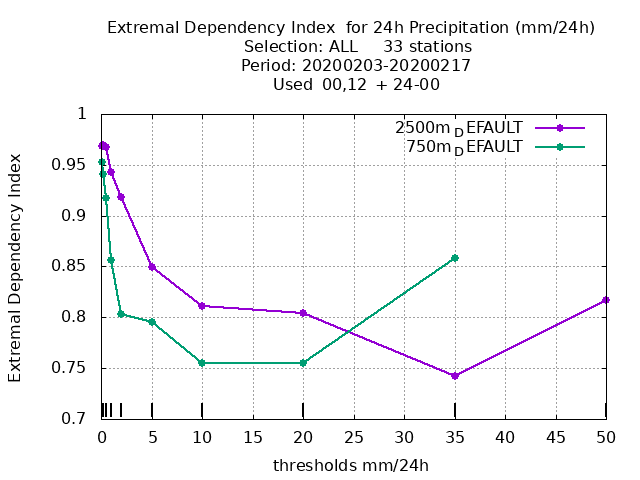 Extremal Dependency Index  for 24h Precipitation (mm/24h)
Selection: ALL     33 stations
Period: 20200203-20200217
Used  00,12  + 24-00
2500m_DEFAULT
750m_DEFAULT
Extremal Dependency Index
1
0.95
0.9
0.85
0.8
0.75
0.7
0 5 10 15 20 25 30 35 40 45 50
thresholds mm/24h